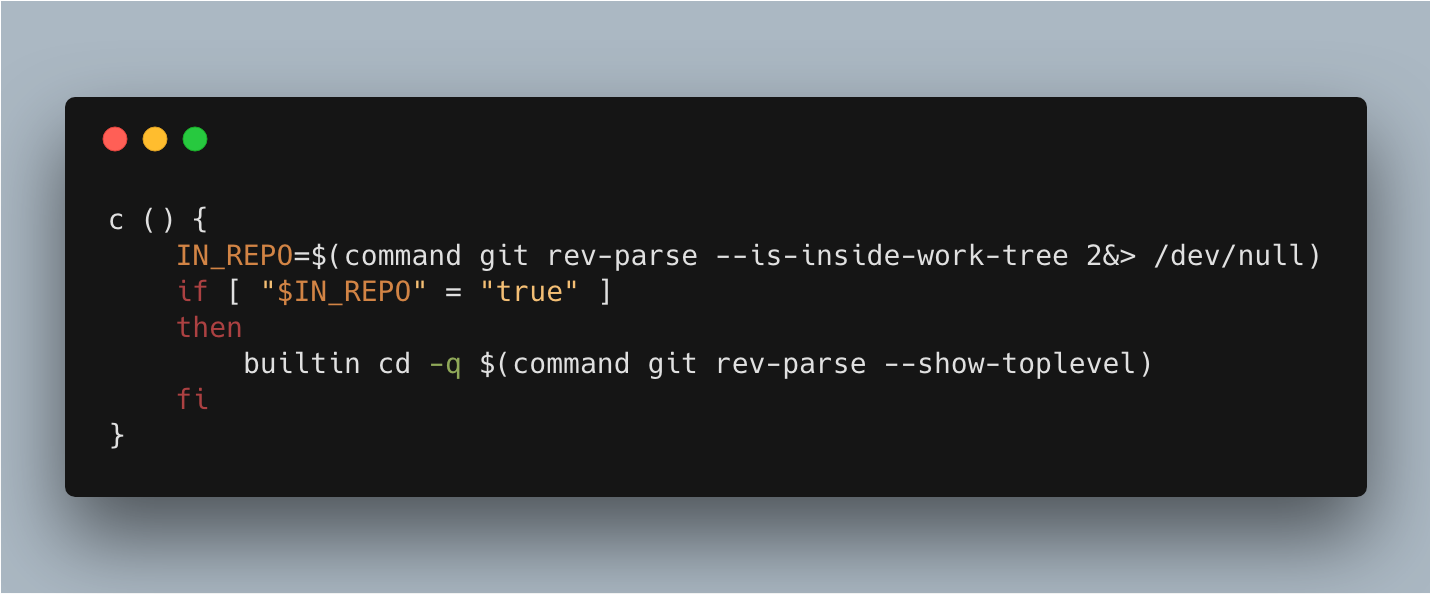 c () {
    IN_REPO=$(command git rev-parse --is-inside-work-tree 2&> /dev/null)
    if [ "$IN_REPO" = "true" ]
    then
        builtin cd -q $(command git rev-parse --show-toplevel)
    fi
}